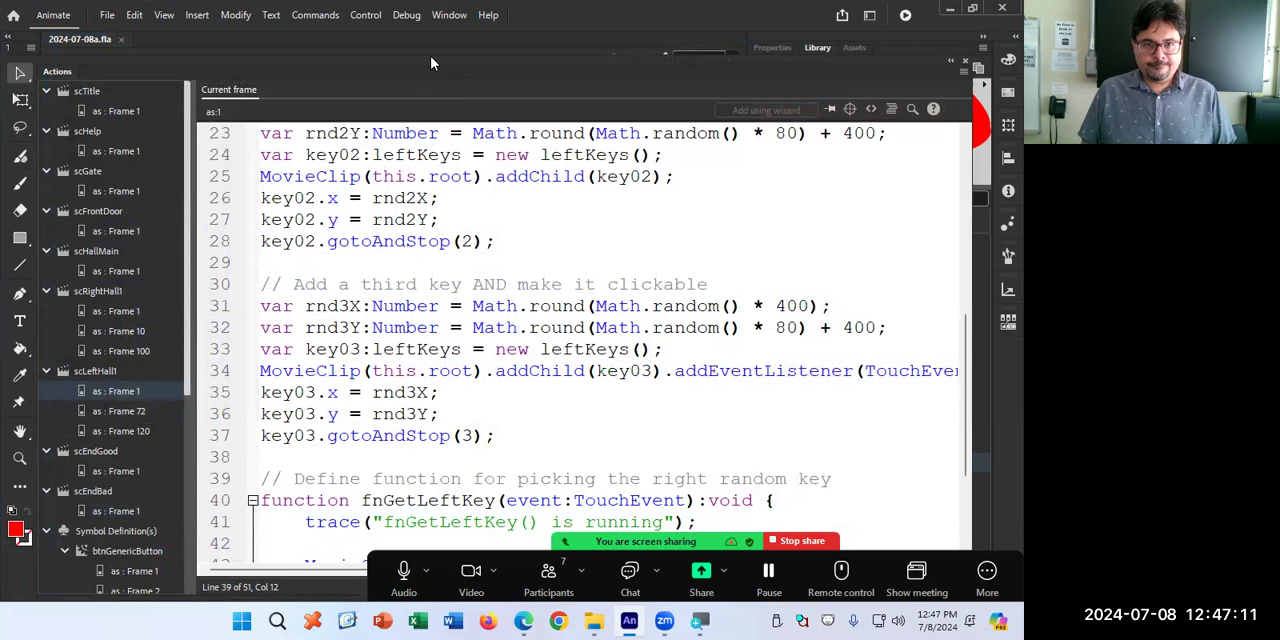 Animate File Edit View Insert Modify Text Commands Control Debug Window Help
2024-07-08a.fla
1
Properties Library Assets
Actions
scTitle
as : Frame 1
scHelp
as : Frame 1
scGate
as : Frame 1
scFrontDoor
as : Frame 1
scHallMain
as : Frame 1
scRightHall1
as : Frame 1
as : Frame 10
as : Frame 100
scLeftHall1
as : Frame 1
as : Frame 72
as : Frame 120
scEndGood
as : Frame 1
scEndBad
as : Frame 1
Symbol Definition(s)
btnGenericButton
as : Frame 1
as : Frame 2
Current frame
as:1 Add using wizard
23 var rnd2Y:Number = Math.round(Math.random() * 80) + 400;
24 var key02:leftKeys = new leftKeys();
25 MovieClip(this.root).addChild(key02);
26 key02.x = rnd2X;
27 key02.y = rnd2Y;
28 key02.gotoAndStop(2);
29
30 // Add a third key AND make it clickable
31 var rnd3X:Number = Math.round(Math.random() * 400);
32 var rnd3Y:Number = Math.round(Math.random() * 80) + 400;
33 var key03:leftKeys = new leftKeys();
34 MovieClip(this.root).addChild(key03).addEventListener(TouchEve
35 key03.x = rnd3X;
36 key03.y = rnd3Y;
37 key03.gotoAndStop(3);
38
39 // Define function for picking the right random key
40 function fnGetLeftKey(event:TouchEvent):void {
41 trace("fnGetLeftKey() is running");
42
Line 39 of 51, Col 12
You are screen sharing Stop share
7
Audio Video Participants Chat Share Pause Remote control Show meeting More
12:47 PM
7/8/2024
2024-07-08 12:47:11